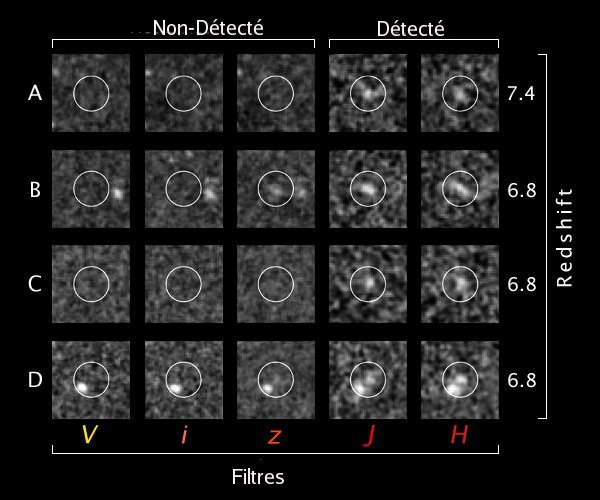 Non-Détecté
Détecté
A
7.4
B
6.8
C
6.8
D
6.8
Redshift
V
i
z
J
H
Filtres